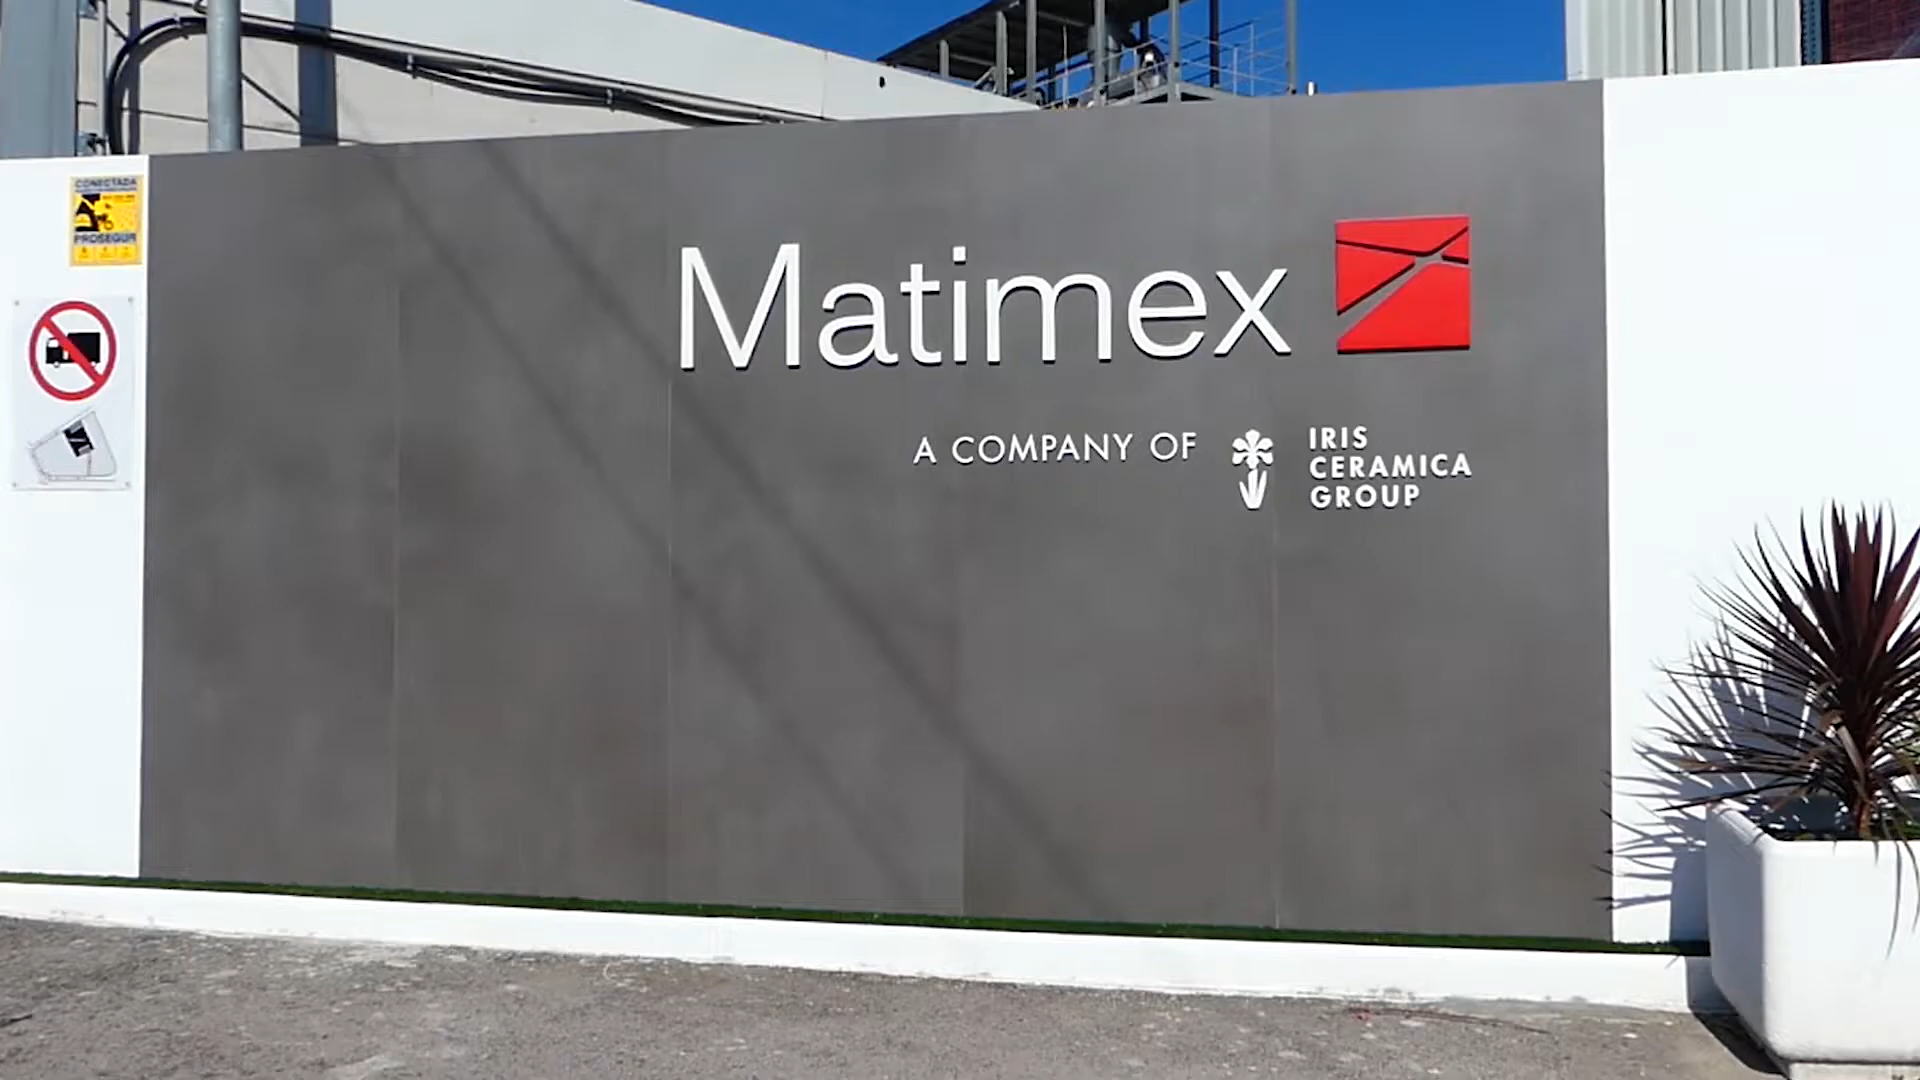 CONECTADA
PROSEGUR
Matimex
A COMPANY OF
IRIS
CERAMICA
GROUP